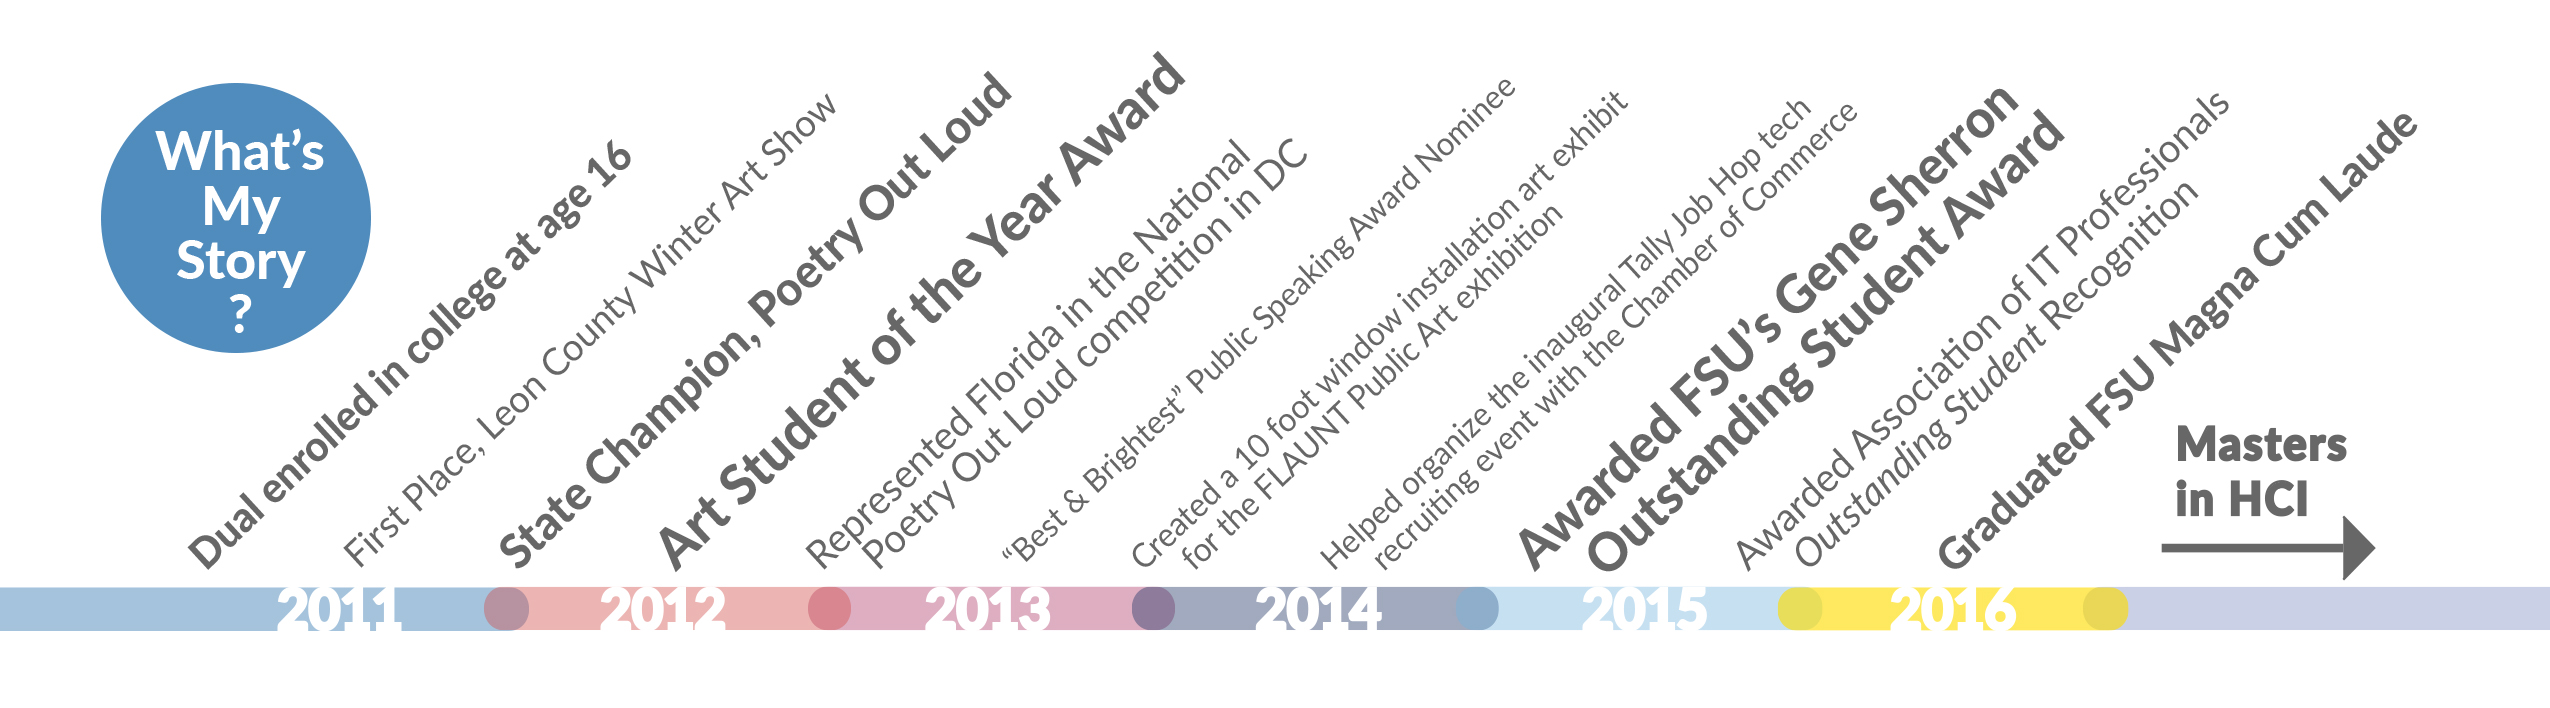 What’s
My
Story
?
Dual enrolled in college at age 16
First Place, Leon County Winter Art Show
State Champion, Poetry Out Loud
Art Student of the Year Award
Represented Florida in the National
Poetry Out Loud competition in DC
“Best & Brightest” Public Speaking Award Nominee
Created a 10 foot window installation art exhibit
for the FLAUNT Public Art exhibition
Helped organize the inaugural Tally Job Hop tech
recruiting event with the Chamber of Commerce
Awarded FSU’s Gene Sherron
Outstanding Student Award
Awarded Association of IT Professionals
Outstanding Student Recognition
Graduated FSU Magna Cum Laude
Masters
in HCI
2011
2012
2013
2014
2015
2016